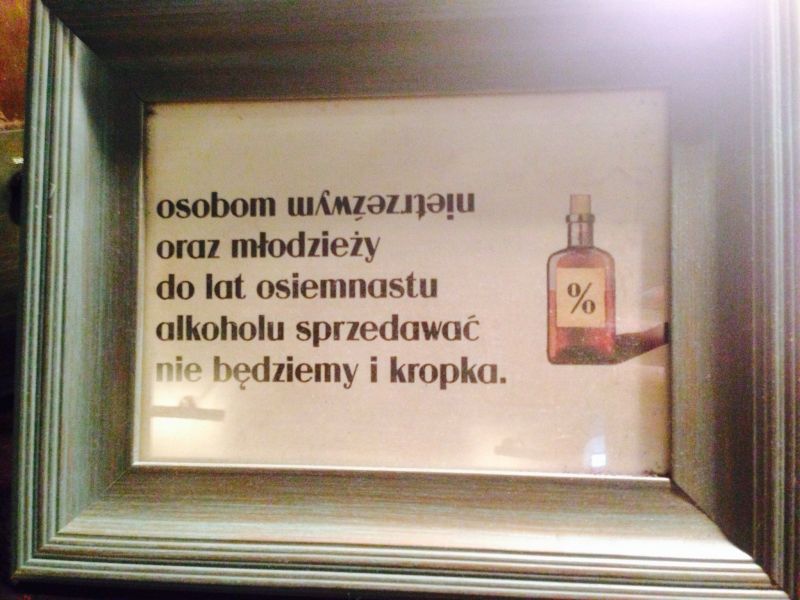 osobom nietrzeźwym
oraz młodzieży
do lat osiemnastu
alkoholu sprzedawać
nie będziemy i kropka.
%